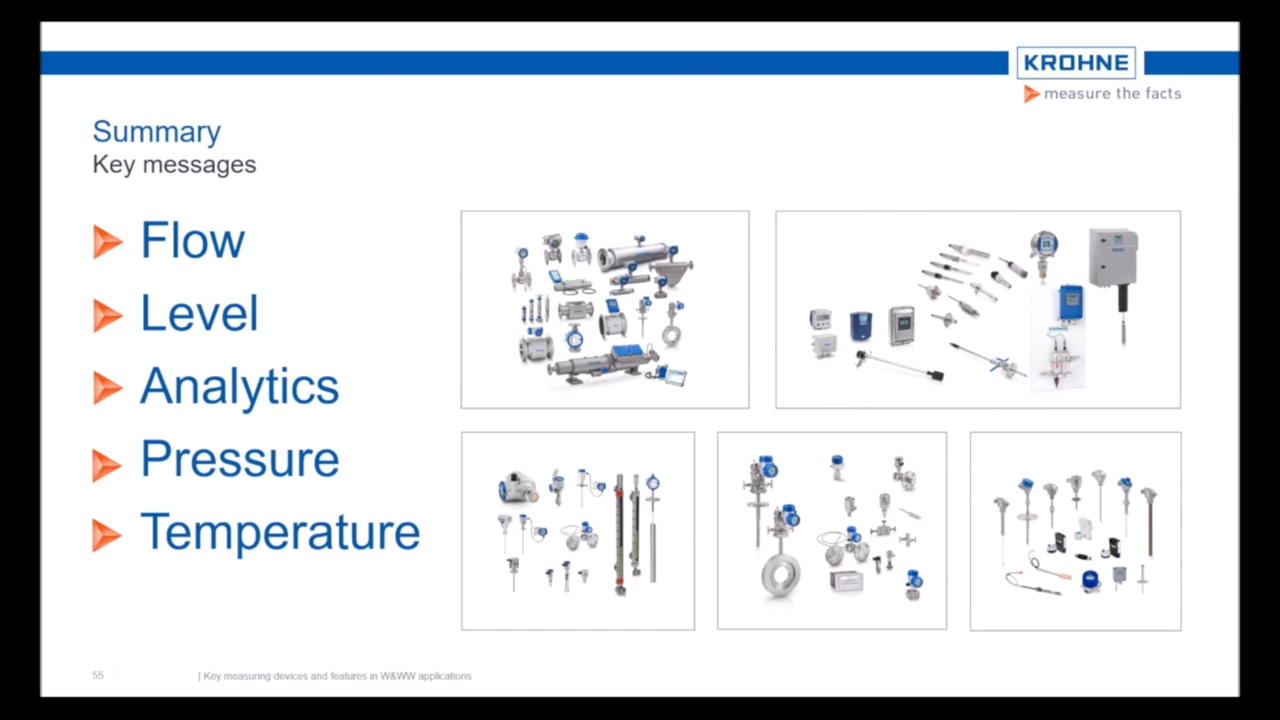 KROHNE
measure the facts
Summary
Key messages
Flow
Level
Analytics
Pressure
Temperature
KROHNE
55 | Key measuring devices and features in W&WW applications